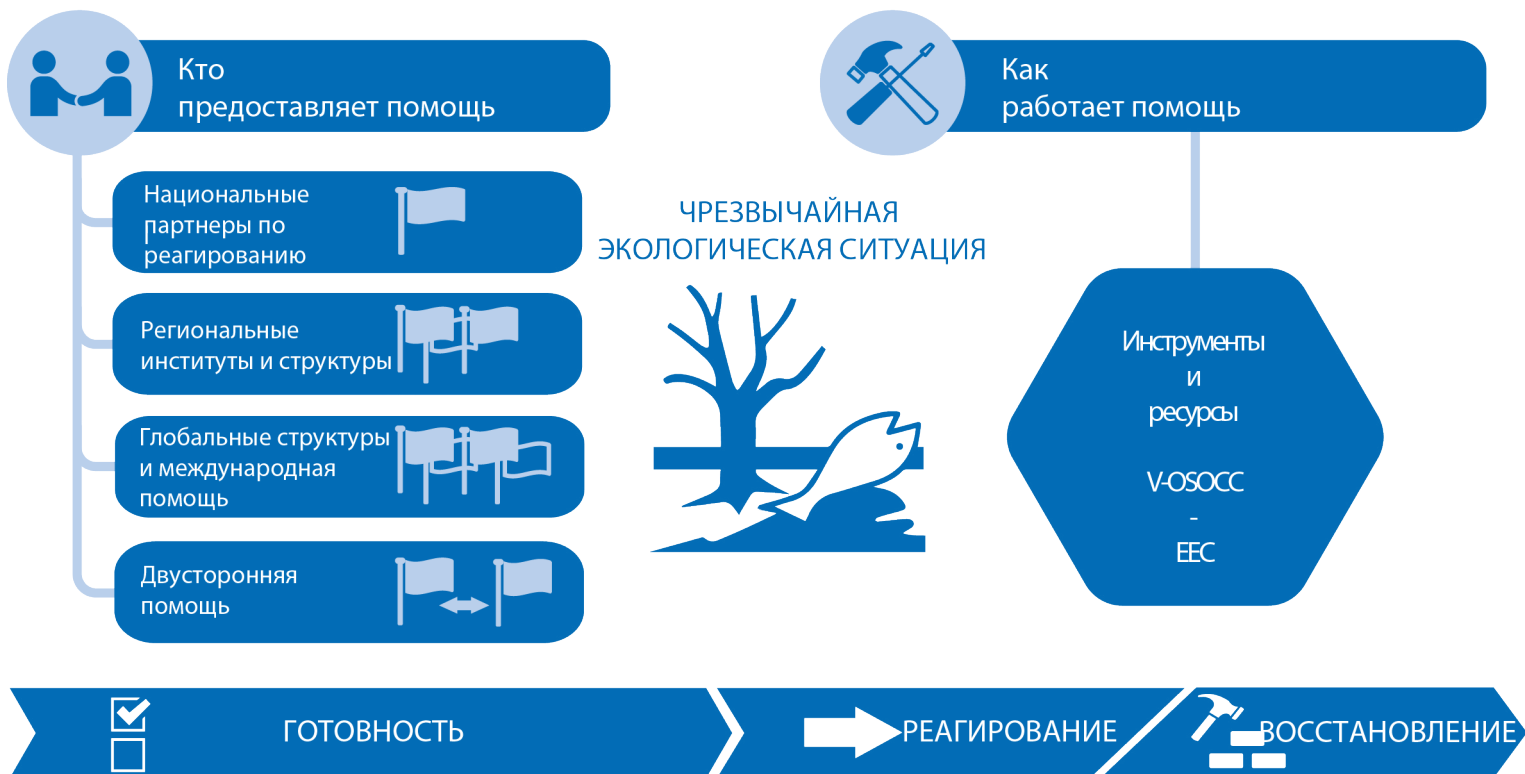 Кто
предоставляет помощь
Национальные
партнеры по
реагированию
Региональные
институты и структуры
Глобальные структуры
и международная
помощь
Двусторонняя
помощь
ЧРЕЗВЫЧАЙНАЯ
ЭКОЛОГИЧЕСКАЯ СИТУАЦИЯ
Как
работает помощь
Инструменты
и
ресурсы
V-OSOCC
-
EEC
ГОТОВНОСТЬ
РЕАГИРОВАНИЕ
ВОССТАНОВЛЕНИЕ